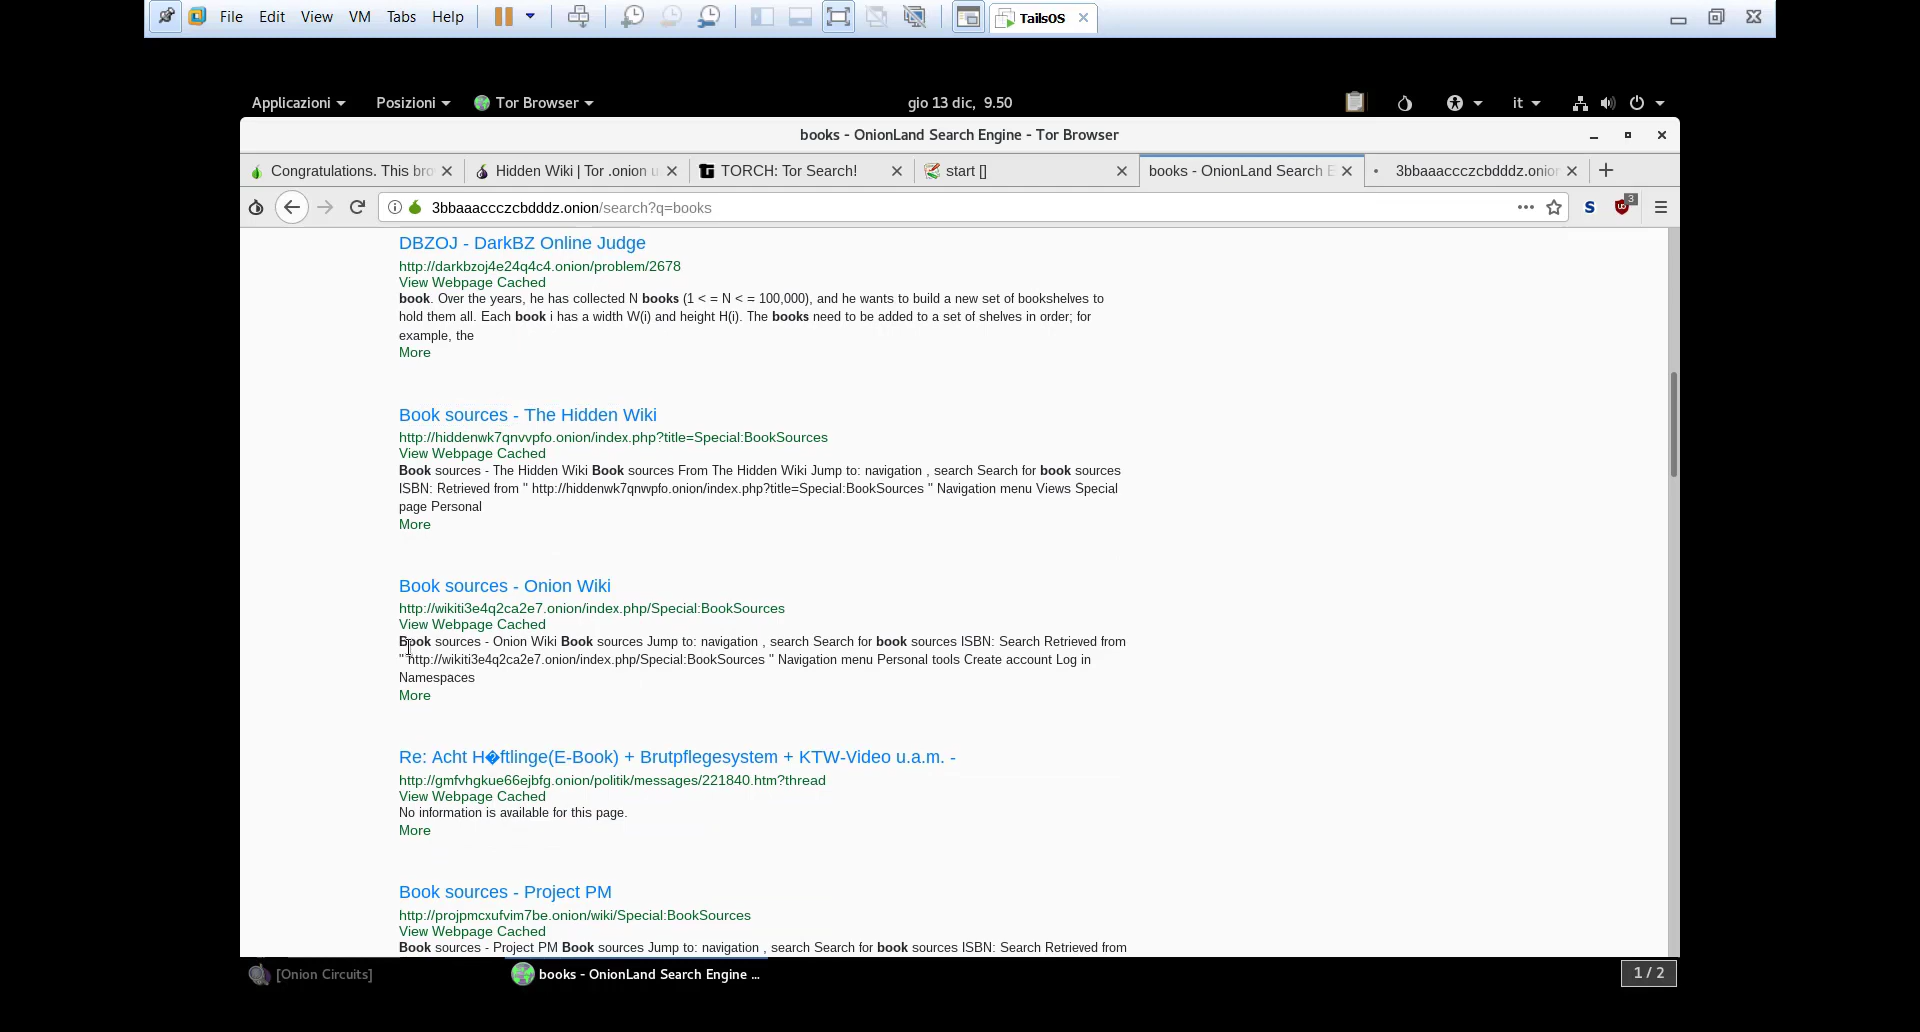 File Edit View VM Tabs Help TailsOS
Applicazioni Posizioni Tor Browser gio 13 dic, 9.50 it
books - OnionLand Search Engine - Tor Browser
Congratulations. This bro Hidden Wiki | Tor .onion u TORCH: Tor Search! start [] books - OnionLand Search E 3bbaaaccczcbdddz.onion
3bbaaaccczcbdddz.onion/search?q=books S 3
DBZOJ - DarkBZ Online Judge
http://darkbzoj4e24q4c4.onion/problem/2678
View Webpage Cached
book. Over the years, he has collected N books (1 < = N < = 100,000), and he wants to build a new set of bookshelves to
hold them all. Each book i has a width W(i) and height H(i). The books need to be added to a set of shelves in order; for
example, the
More
Book sources - The Hidden Wiki
http://hiddenwk7qnvvpfo.onion/index.php?title=Special:BookSources
View Webpage Cached
Book sources - The Hidden Wiki Book sources From The Hidden Wiki Jump to: navigation , search Search for book sources
ISBN: Retrieved from " http://hiddenwk7qnvvpfo.onion/index.php?title=Special:BookSources " Navigation menu Views Special
page Personal
More
Book sources - Onion Wiki
http://wikiti3e4q2ca2e7.onion/index.php/Special:BookSources
View Webpage Cached
Book sources - Onion Wiki Book sources Jump to: navigation , search Search for book sources ISBN: Search Retrieved from
" http://wikiti3e4q2ca2e7.onion/index.php/Special:BookSources " Navigation menu Personal tools Create account Log in
Namespaces
More
Re: Acht H�ftlinge(E-Book) + Brutpflegesystem + KTW-Video u.a.m. -
http://gmfvhgkue66ejbfg.onion/politik/messages/221840.htm?thread
View Webpage Cached
No information is available for this page.
More
Book sources - Project PM
http://projpmcxufvim7be.onion/wiki/Special:BookSources
View Webpage Cached
Book sources - Project PM Book sources Jump to: navigation , search Search for book sources ISBN: Search Retrieved from
[Onion Circuits] books - OnionLand Search Engine ... 1 / 2